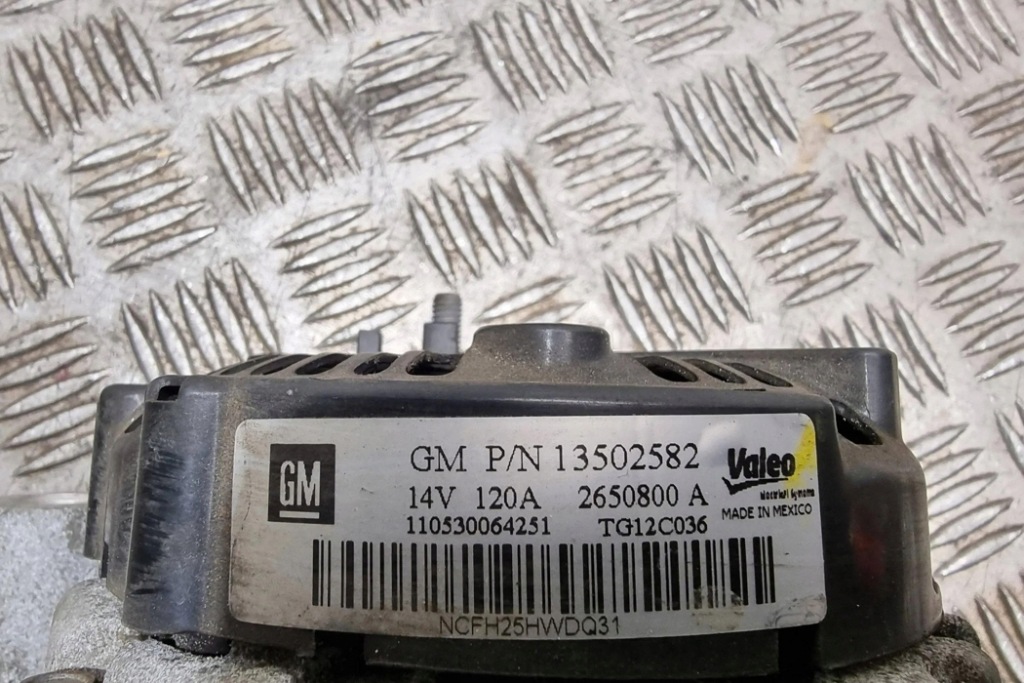 GM
GM P/N 13502582
Valeo
14V 120A 2650800 A
MADE IN MEXICO
110530064251 TG12C036
NCFH25HWDQ31